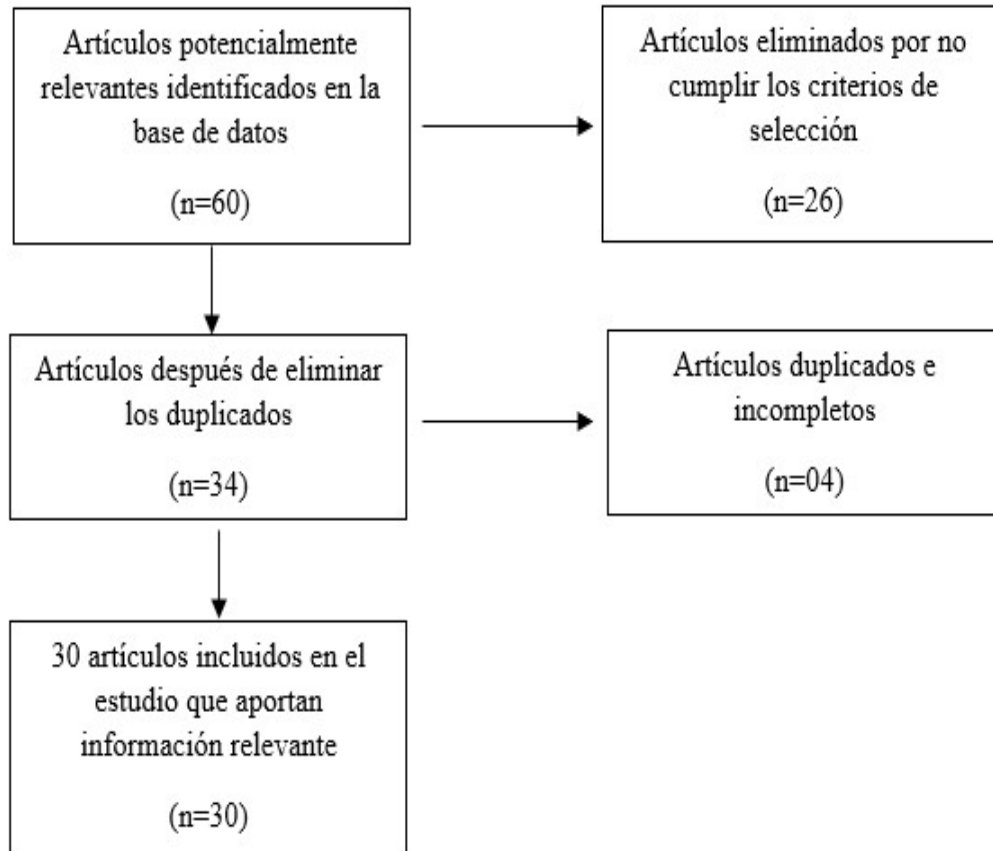 Artículos potencialmente
relevantes identificados en la
base de datos
(n=60)
Artículos eliminados por no
cumplir los criterios de
selección
(n=26)
Artículos después de eliminar
los duplicados
(n=34)
Artículos duplicados e
incompletos
(n=04)
30 artículos incluidos en el
estudio que aportan
información relevante
(n=30)